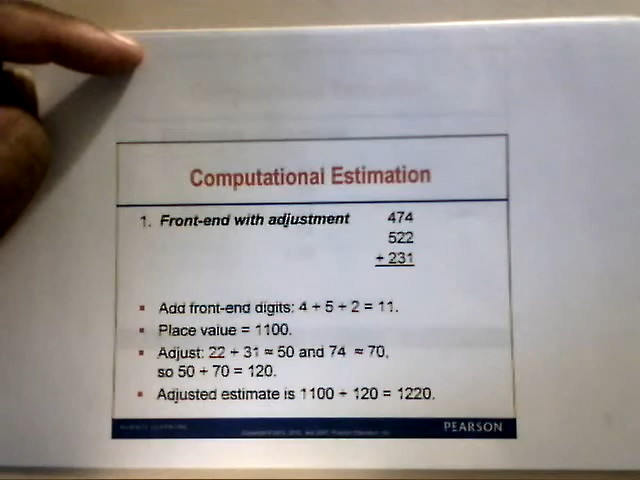 Computational Estimation
1. Front-end with adjustment 474
522
+ 231
▪ Add front-end digits: 4 + 5 + 2 = 11.
▪ Place value = 1100.
▪ Adjust: 22 + 31 ≈ 50 and 74 ≈ 70,
so 50 + 70 = 120.
▪ Adjusted estimate is 1100 + 120 = 1220.
ALWAYS LEARNING PEARSON